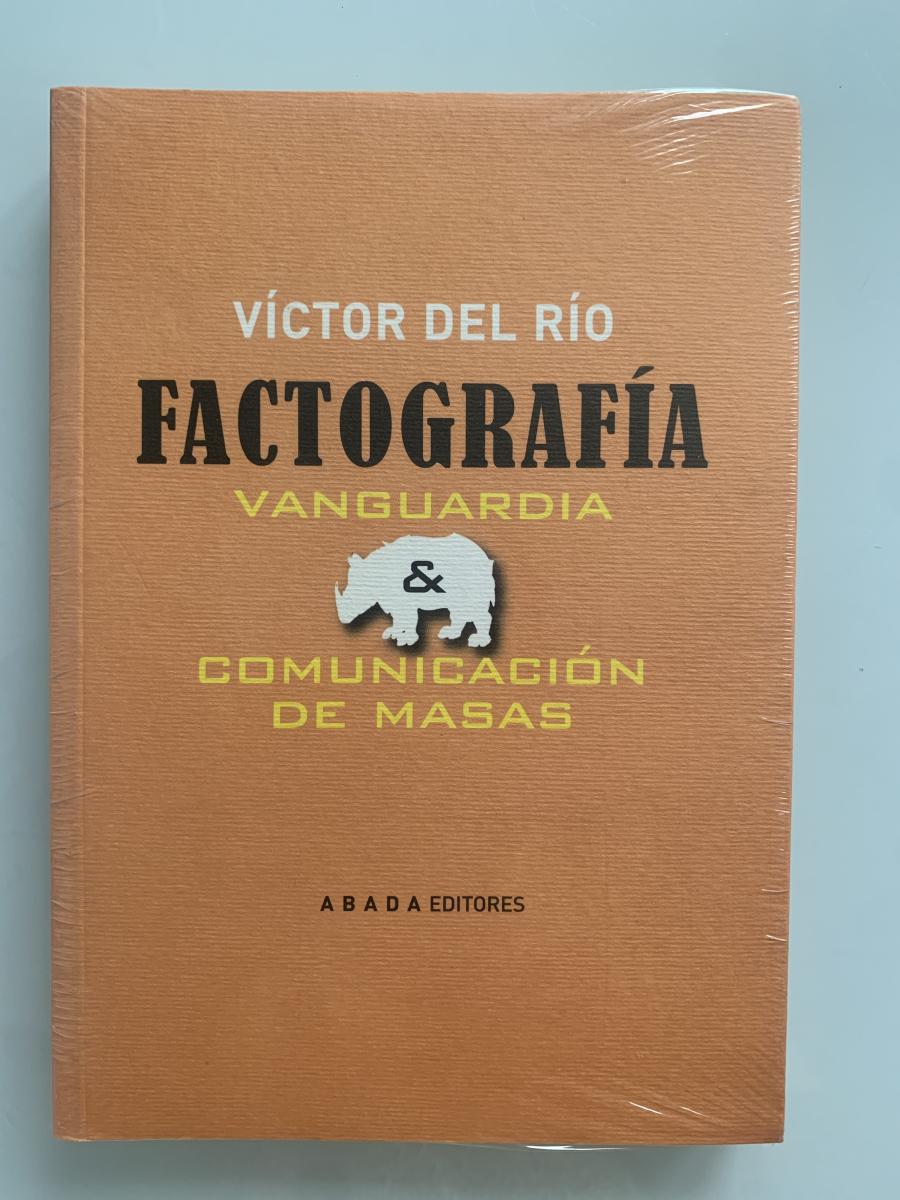 VÍCTOR DEL RÍO
FACTOGRAFÍA
VANGUARDIA
&
COMUNICACIÓN
DE MASAS
ABADA EDITORES